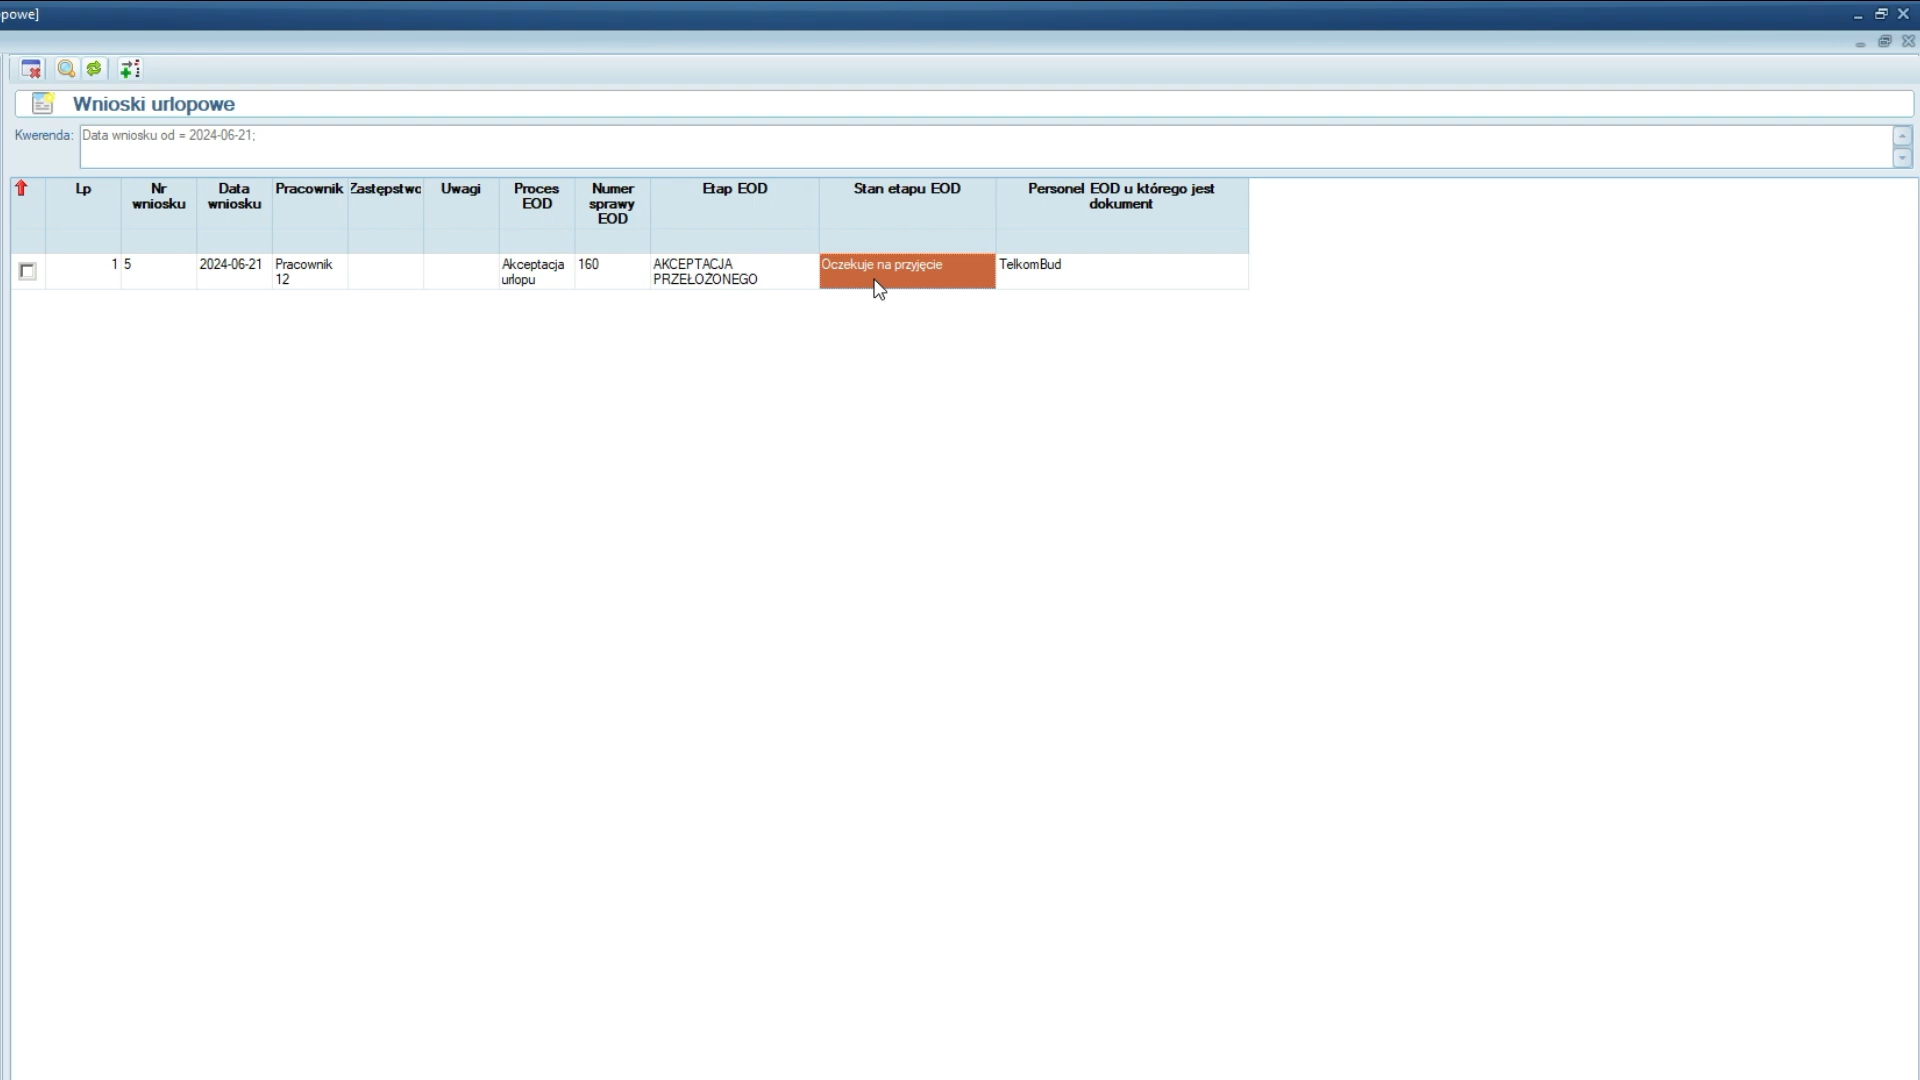 opowe]
Wnioski urlopowe
Kwerenda: Data wniosku od = 2024-06-21;
Lp Nr wniosku Data wniosku Pracownik Zastępstwo Uwagi Proces EOD Numer sprawy EOD Etap EOD Stan etapu EOD Personel EOD u którego jest dokument
1 5 2024-06-21 Pracownik 12 Akceptacja urlopu 160 AKCEPTACJA PRZEŁOŻONEGO Oczekuje na przyjęcie TelkomBud